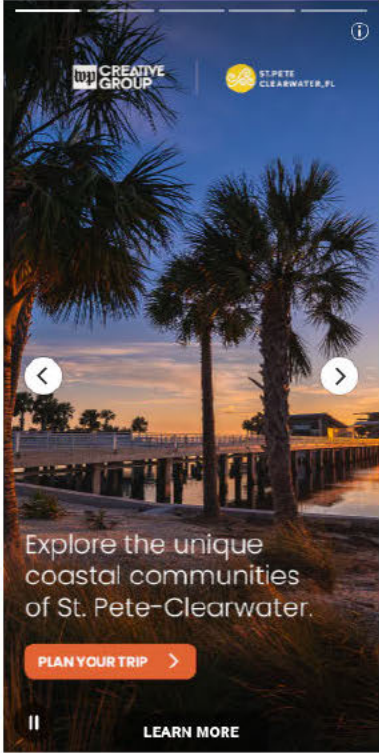 wp CREATIVE
GROUP
ST.PETE
CLEARWATER, FL
Explore the unique
coastal communities
of St. Pete-Clearwater.
PLAN YOUR TRIP
LEARN MORE